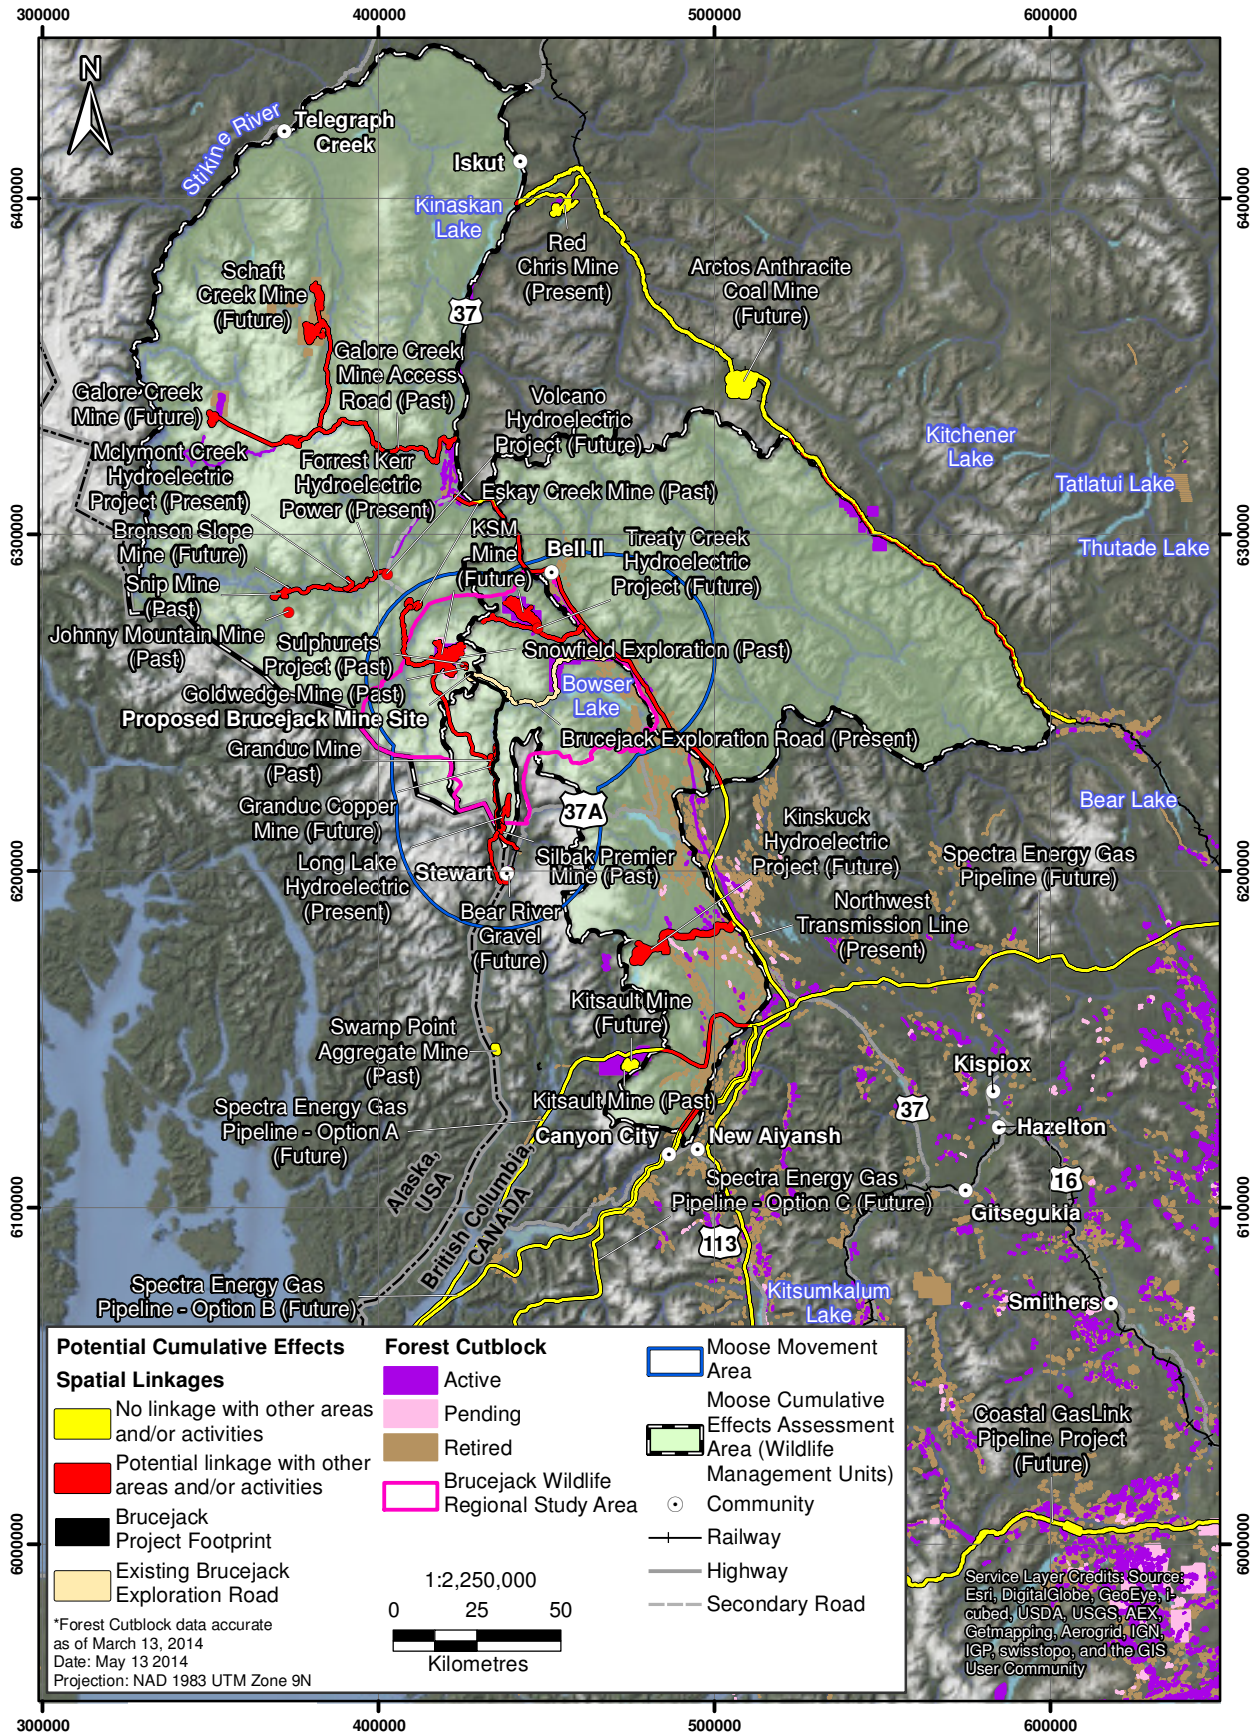 300000
400000
500000
600000
N
Telegraph
Creek
Stikine River
Iskut
6400000
6400000
Kinaskan
Lake
Red
Chris Mine
(Present)
Schaft
Creek Mine
(Future)
Arctos Anthracite
Coal Mine
(Future)
37
Galore Creek
Mine Access
Road (Past)
Galore Creek
Mine (Future)
Volcano
Hydroelectric
Project (Future)
Kitchener
Lake
Mclymont Creek
Hydroelectric
Project (Present)
Forrest Kerr
Hydroelectric
Power (Present)
Tatlatui Lake
Eskay Creek Mine (Past)
6300000
6300000
Bronson Slope
Mine (Future)
KSM
Mine
(Future)
Bell II
Treaty Creek
Hydroelectric
Project (Future)
Thutade Lake
Snip Mine
(Past)
Johnny Mountain Mine
(Past)
Sulphurets
Project (Past)
Snowfield Exploration (Past)
Goldwedge Mine (Past)
Bowser
Lake
Proposed Brucejack Mine Site
Brucejack Exploration Road (Present)
Granduc Mine
(Past)
Granduc Copper
Mine (Future)
37A
Bear Lake
Kinskuck
Hydroelectric
Project (Future)
Long Lake
Hydroelectric
(Present)
Stewart
Silbak Premier
Mine (Past)
Spectra Energy Gas
Pipeline (Future)
6200000
6200000
Bear River
Gravel
(Future)
Northwest
Transmission Line
(Present)
Kitsault Mine
(Future)
Swamp Point
Aggregate Mine
(Past)
Kispiox
Spectra Energy Gas
Pipeline - Option A
(Future)
Kitsault Mine (Past)
37
Hazelton
Canyon City
New Aiyansh
Alaska,
USA
British Columbia,
CANADA
Spectra Energy Gas
Pipeline - Option C (Future)
16
Gitsegukla
6100000
6100000
113
Spectra Energy Gas
Pipeline - Option B (Future)
Kitsumkalum
Lake
Smithers
Coastal GasLink
Pipeline Project
(Future)
6000000
6000000
Potential Cumulative Effects
Spatial Linkages
No linkage with other areas
and/or activities
Potential linkage with other
areas and/or activities
Brucejack
Project Footprint
Existing Brucejack
Exploration Road
*Forest Cutblock data accurate
as of March 13, 2014
Date: May 13 2014
Projection: NAD 1983 UTM Zone 9N
Forest Cutblock
Active
Pending
Retired
Brucejack Wildlife
Regional Study Area
1:2,250,000
0 25 50
Kilometres
Moose Movement
Area
Moose Cumulative
Effects Assessment
Area (Wildlife
Management Units)
Community
Railway
Highway
Secondary Road
Service Layer Credits: Source:
Esri, DigitalGlobe, GeoEye, i-
cubed, USDA, USGS, AEX,
Getmapping, Aerogrid, IGN,
IGP, swisstopo, and the GIS
User Community
300000
400000
500000
600000